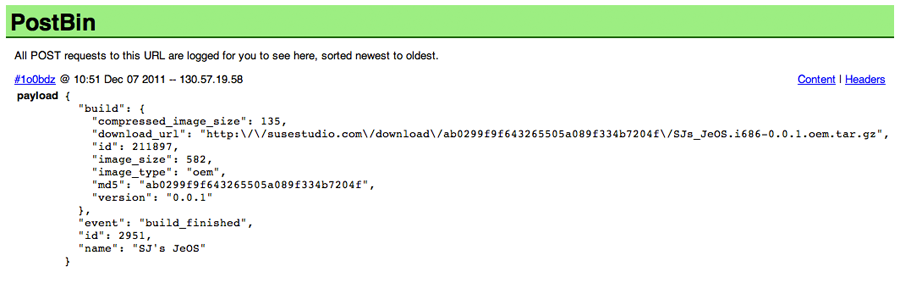 PostBin
All POST requests to this URL are logged for you to see here, sorted newest to oldest.
#1o0bdz @ 10:51 Dec 07 2011 -- 130.57.19.58 Content | Headers
payload {
"build": {
"compressed_image_size": 135,
"download_url": "http:\/\/susestudio.com\/download\/ab0299f9f643265505a089f334b7204f\/SJs_JeOS.i686-0.0.1.oem.tar.gz",
"id": 211897,
"image_size": 582,
"image_type": "oem",
"md5": "ab0299f9f643265505a089f334b7204f",
"version": "0.0.1"
},
"event": "build_finished",
"id": 2951,
"name": "SJ's JeOS"
}